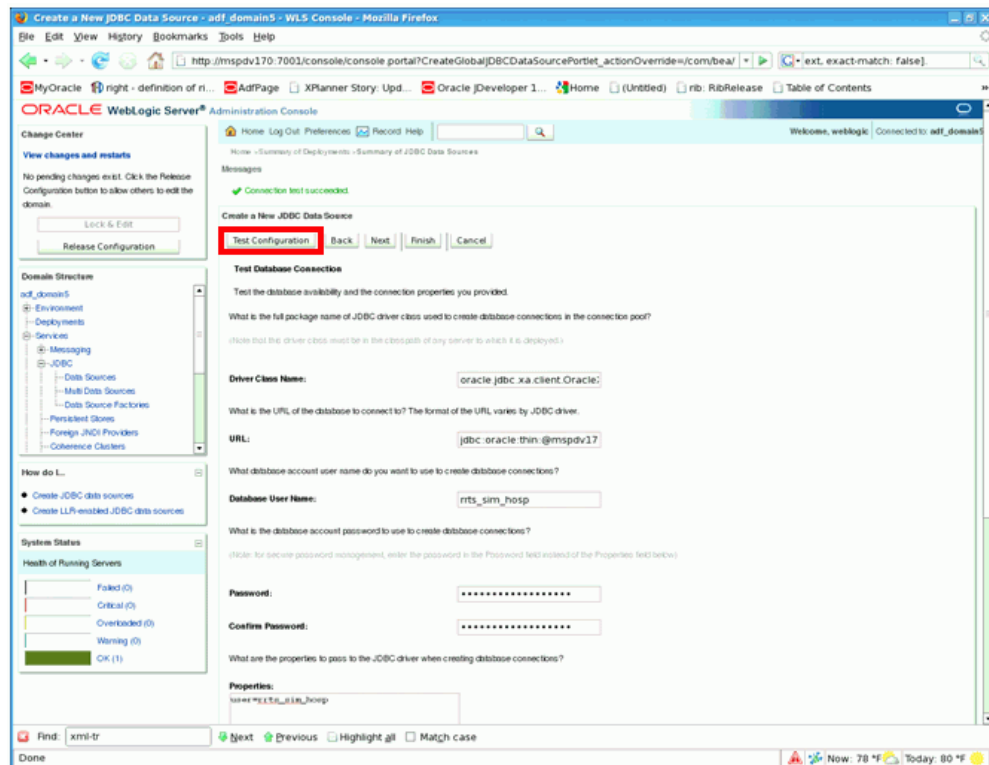 Create a New JDBC Data Source - adf_domain5 - WLS Console - Mozilla Firefox
File Edit View History Bookmarks Tools Help
http://mspdv170:7001/console/console.portal?CreateGlobalJDBCDataSourcePortlet_actionOverride=/com/bea/
ext. exact-match: false].
MyOracle right - definition of ri... AdfPage XPlanner Story: Upd... Oracle JDeveloper 1... Home (Untitled) rib: RibRelease Table of Contents
ORACLE WebLogic Server® Administration Console
Change Center
View changes and restarts
No pending changes exist. Click the Release
Configuration button to allow others to edit the
domain.
Lock & Edit
Release Configuration
Domain Structure
adf_domain5
Environment
Deployments
Services
Messaging
JDBC
Data Sources
Multi Data Sources
Data Source Factories
Persistent Stores
Foreign JNDI Providers
Coherence Clusters
How do I...
Create JDBC data sources
Create LLR-enabled JDBC data sources
System Status
Health of Running Servers
Failed (0)
Critical (0)
Overloaded (0)
Warning (0)
OK (1)
Home Log Out Preferences Record Help
Welcome, weblogic Connected to: adf_domain5
Home >Summary of Deployments >Summary of JDBC Data Sources
Messages
Connection test succeeded.
Create a New JDBC Data Source
Test Configuration Back Next Finish Cancel
Test Database Connection
Test the database availability and the connection properties you provided.
What is the full package name of JDBC driver class used to create database connections in the connection pool?
(Note that this driver class must be in the classpath of any server to which it is deployed.)
Driver Class Name: oracle.jdbc.xa.client.Oracle
What is the URL of the database to connect to? The format of the URL varies by JDBC driver.
URL: jdbc:oracle:thin:@mspdv17
What database account user name do you want to use to create database connections?
Database User Name: rrts_sim_hosp
What is the database account password to use to create database connections?
(Note: for secure password management, enter the password in the Password field instead of the Properties field below)
Password: ••••••••••••••••••
Confirm Password: ••••••••••••••••••
What are the properties to pass to the JDBC driver when creating database connections?
Properties:
user=rrts_sim_hosp
Find: xml-tr Next Previous Highlight all Match case
Done Now: 78 °F Today: 80 °F